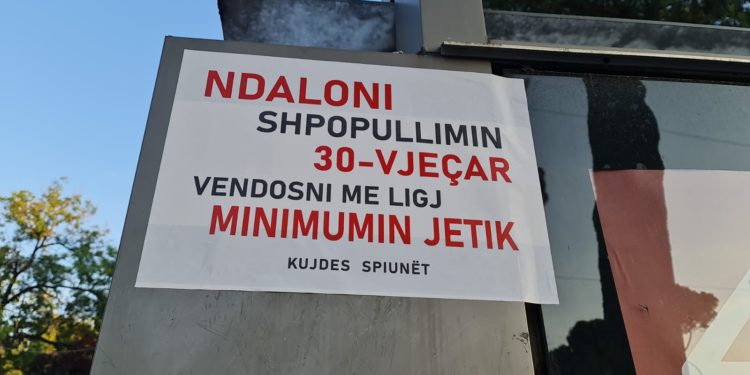 NDALONI
SHPOPULLIMIN
30-VJEÇAR
VENDOSNI ME LIGJ
MINIMUMIN JETIK
KUJDES SPIUNËT